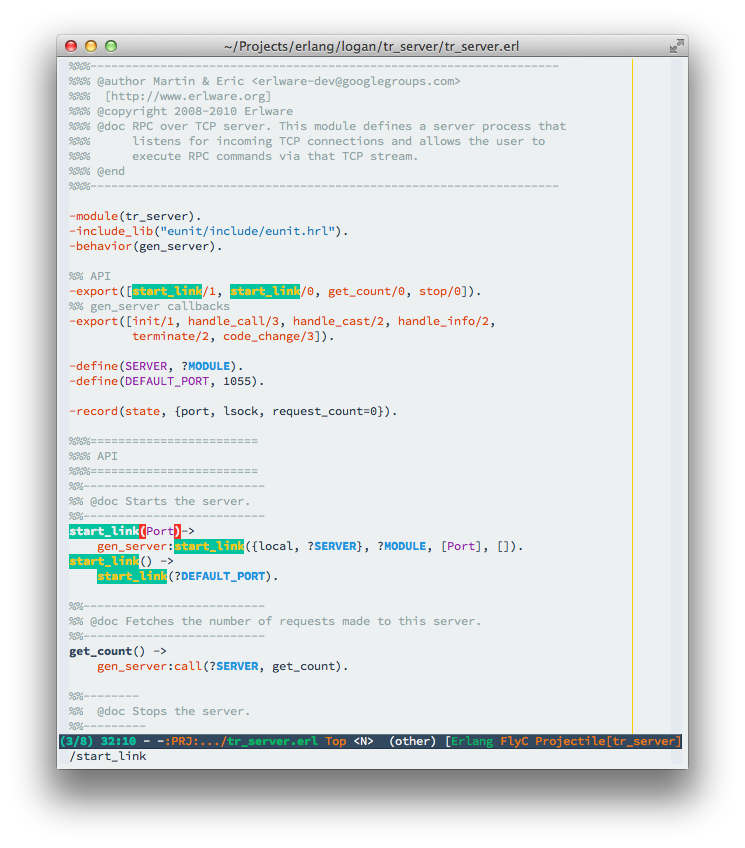 ~/Projects/erlang/logan/tr_server/tr_server.erl
%%%-------------------------------------------------------------------
%%% @author Martin & Eric <erlware-dev@googlegroups.com>
%%%  [http://www.erlware.org]
%%% @copyright 2008-2010 Erlware
%%% @doc RPC over TCP server. This module defines a server process that
%%%      listens for incoming TCP connections and allows the user to
%%%      execute RPC commands via that TCP stream.
%%% @end
%%%-------------------------------------------------------------------

-module(tr_server).
-include_lib("eunit/include/eunit.hrl").
-behavior(gen_server).

%% API
-export([start_link/1, start_link/0, get_count/0, stop/0]).
%% gen_server callbacks
-export([init/1, handle_call/3, handle_cast/2, handle_info/2,
         terminate/2, code_change/3]).

-define(SERVER, ?MODULE).
-define(DEFAULT_PORT, 1055).

-record(state, {port, lsock, request_count=0}).

%%%========================
%%% API
%%%========================
%%--------------------------
%% @doc Starts the server.
%%--------------------------
start_link(Port)->
    gen_server:start_link({local, ?SERVER}, ?MODULE, [Port], []).
start_link() ->
    start_link(?DEFAULT_PORT).

%%--------------------------
%% @doc Fetches the number of requests made to this server.
%%--------------------------
get_count() ->
    gen_server:call(?SERVER, get_count).

%%--------
%%  @doc Stops the server.
%%---------
(3/8) 32:10 - -:PRJ:.../tr_server.erl Top <N>  (other) [Erlang FlyC Projectile[tr_server]
/start_link